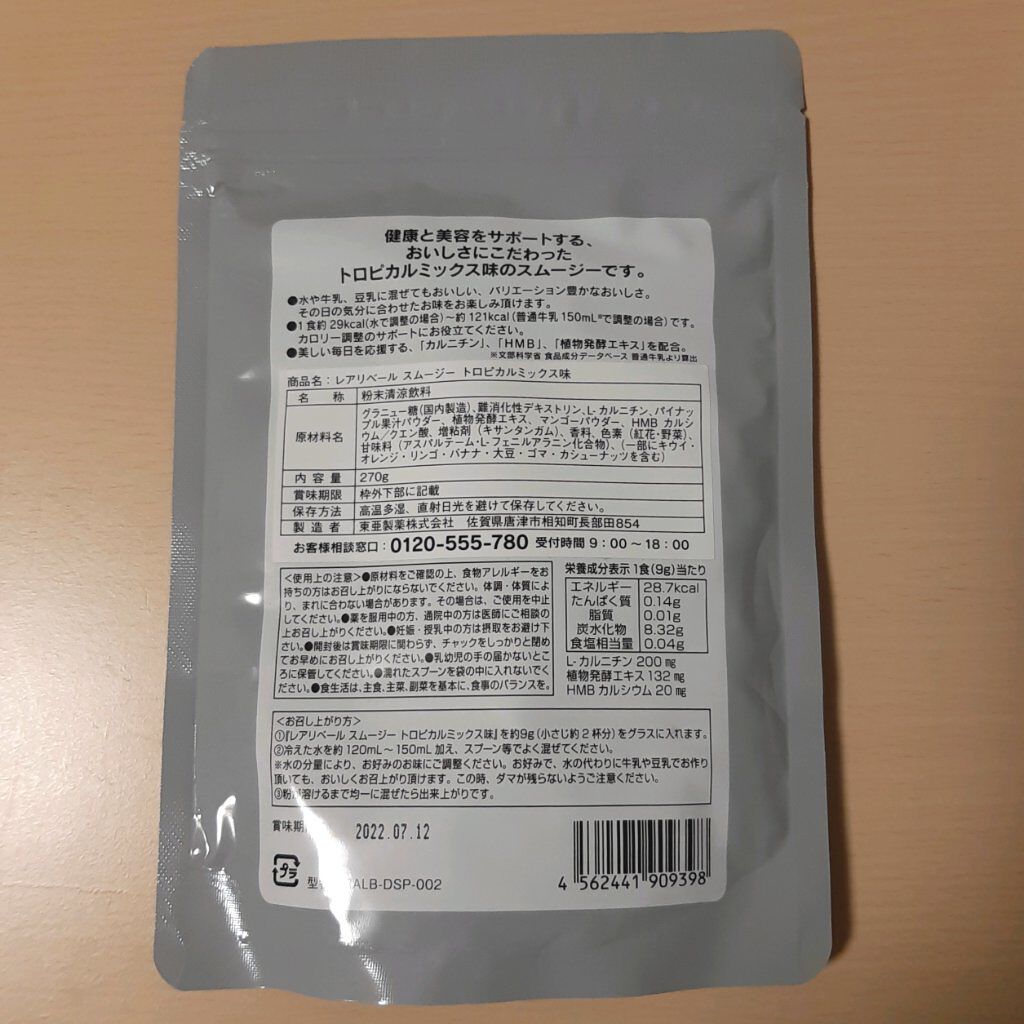 健康と美容をサポートする、
おいしさにこだわった
トロピカルミックス味のスムージーです。
●水や牛乳、豆乳に混ぜてもおいしい、バリエーション豊かなおいしさ。
その日の気分に合わせたお味をお楽しみ頂けます。
●1食約29kcal(水で調整の場合)～約121kcal(普通牛乳150mL※で調整の場合)です。
カロリー調整のサポートにお役立てください。
●美しい毎日を応援する、「カルニチン」、「HMB」、「植物発酵エキス」を配合。
※文部科学省 食品成分データベース 普通牛乳より算出
商品名：レアリベール スムージー トロピカルミックス味
名　称 粉末清涼飲料
原材料名 グラニュー糖(国内製造)、難消化性デキストリン、L-カルニチン、パイナッ
プル果汁パウダー、植物発酵エキス、マンゴーパウダー、HMB カルシ
ウム／クエン酸、増粘剤（キサンタンガム）、香料、色素（紅花・野菜）、
甘味料（アスパルテーム・L-フェニルアラニン化合物）、（一部にキウイ・
オレンジ・リンゴ・バナナ・大豆・ゴマ・カシューナッツを含む）
内容量 270g
賞味期限 枠外下部に記載
保存方法 高温多湿、直射日光を避けて保存してください。
製造者 東亜製薬株式会社　佐賀県唐津市相知町長部田854
お客様相談窓口：0120-555-780 受付時間 9：00～18：00
＜使用上の注意＞●原材料をご確認の上、食物アレルギーをお
持ちの方はお召し上がりにならないでください。体調・体質によ
り、まれに合わない場合があります。その場合は、ご使用を中止
してください。●薬を服用中の方、通院中の方は医師にご相談の
上お召し上がりください。●妊娠・授乳中の方は摂取をお避け下さ
い。●開封後は賞味期限に関わらず、チャックをしっかりと閉め
てお早めにお召し上がりください。●乳幼児の手の届かないとこ
ろに保管してください。●濡れたスプーンを袋の中に入れないでく
ださい。●食生活は、主食、主菜、副菜を基本に、食事のバランスを。
栄養成分表示 1食(9g)当たり
エネルギー 28.7kcal
たんぱく質 0.14g
脂質 0.01g
炭水化物 8.32g
食塩相当量 0.04g
L-カルニチン 200㎎
植物発酵エキス 132㎎
HMB カルシウム 20㎎
＜お召し上がり方＞
①『レアリベール スムージー トロピカルミックス味』を約9g（小さじ約2杯分）をグラスに入れます。
②冷えた水を約120mL～150mL 加え、スプーン等でよく混ぜてください。
※水の分量により、お好みのお味にご調整ください。お好みで、水の代わりに牛乳や豆乳でお作り
頂いても、おいしくお召上がり頂けます。この時、ダマが残らないようご注意ください。
③粉が溶けるまで均一に混ぜたら出来上がりです。
賞味期 2022.07.12
プラ
型 ALB-DSP-002
4 562441 909398